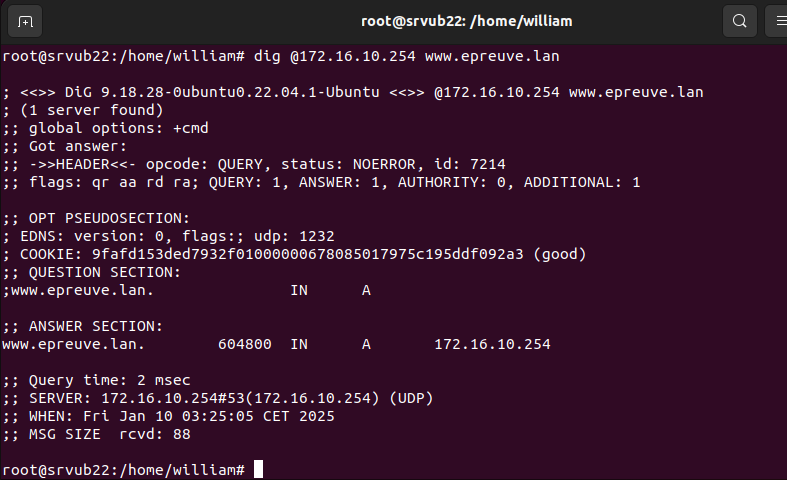 root@srvub22: /home/william
root@srvub22:/home/william# dig @172.16.10.254 www.epreuve.lan
; <<>> DiG 9.18.28-0ubuntu0.22.04.1-Ubuntu <<>> @172.16.10.254 www.epreuve.lan
; (1 server found)
;; global options: +cmd
;; Got answer:
;; ->>HEADER<<- opcode: QUERY, status: NOERROR, id: 7214
;; flags: qr aa rd ra; QUERY: 1, ANSWER: 1, AUTHORITY: 0, ADDITIONAL: 1
;; OPT PSEUDOSECTION:
; EDNS: version: 0, flags:; udp: 1232
; COOKIE: 9fafd153ded7932f01000000678085017975c195ddf092a3 (good)
;; QUESTION SECTION:
;www.epreuve.lan. IN A
;; ANSWER SECTION:
www.epreuve.lan. 604800 IN A 172.16.10.254
;; Query time: 2 msec
;; SERVER: 172.16.10.254#53(172.16.10.254) (UDP)
;; WHEN: Fri Jan 10 03:25:05 CET 2025
;; MSG SIZE rcvd: 88
root@srvub22:/home/william#